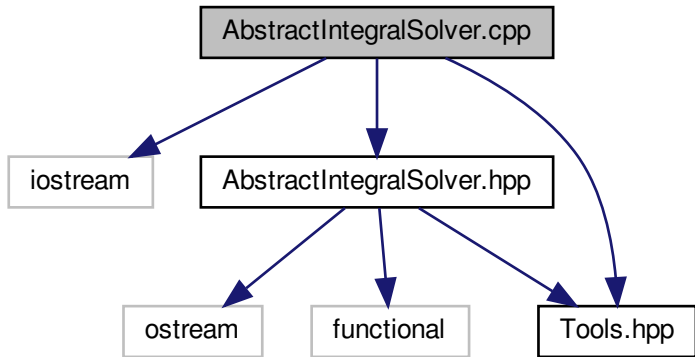 AbstractIntegralSolver.cpp
iostream
AbstractIntegralSolver.hpp
ostream
functional
Tools.hpp